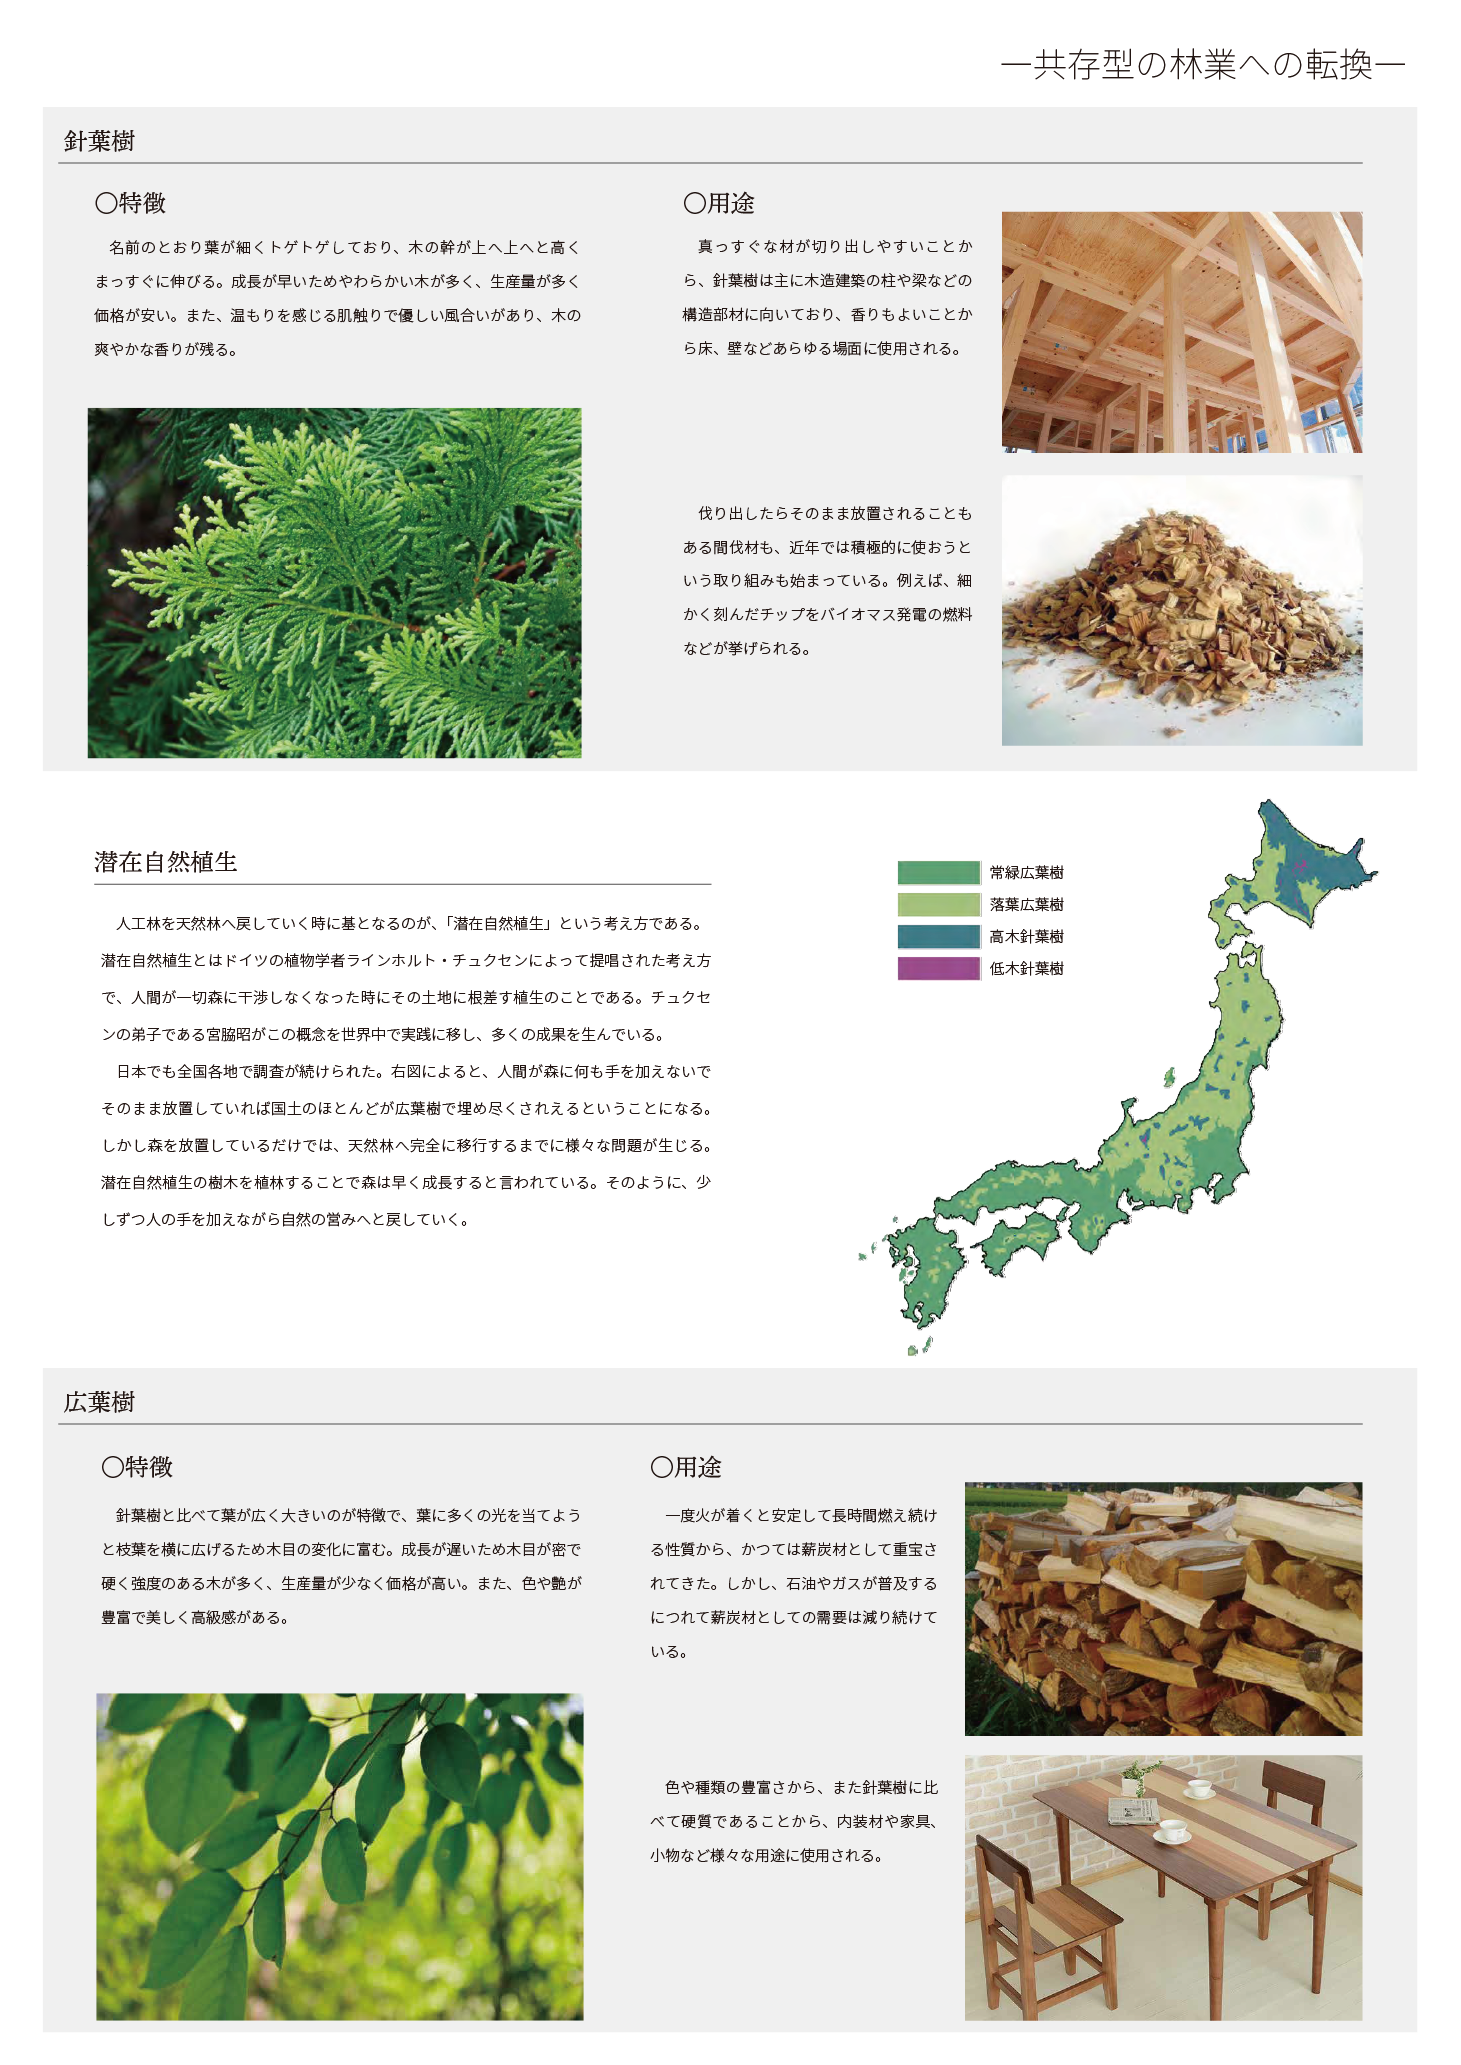 ―共存型の林業への転換―
針葉樹
〇特徴
名前のとおり葉が細くトゲトゲしており、木の幹が上へ上へと高く
まっすぐに伸びる。成長が早いためやわらかい木が多く、生産量が多く
価格が安い。また、温もりを感じる肌触りで優しい風合いがあり、木の
爽やかな香りが残る。
〇用途
真っすぐな材が切り出しやすいことか
ら、針葉樹は主に木造建築の柱や梁などの
構造部材に向いており、香りもよいことか
ら床、壁などあらゆる場面に使用される。
伐り出したらそのまま放置されることも
ある間伐材も、近年では積極的に使おうと
いう取り組みも始まっている。例えば、細
かく刻んだチップをバイオマス発電の燃料
などが挙げられる。
潜在自然植生
人工林を天然林へ戻していく時に基となるのが、「潜在自然植生」という考え方である。
潜在自然植生とはドイツの植物学者ラインホルト・チュクセンによって提唱された考え方
で、人間が一切森に干渉しなくなった時にその土地に根差す植生のことである。チュクセ
ンの弟子である宮脇昭がこの概念を世界中で実践に移し、多くの成果を生んでいる。
日本でも全国各地で調査が続けられた。右図によると、人間が森に何も手を加えないで
そのまま放置していれば国土のほとんどが広葉樹で埋め尽くされえるということになる。
しかし森を放置しているだけでは、天然林へ完全に移行するまでに様々な問題が生じる。
潜在自然植生の樹木を植林することで森は早く成長すると言われている。そのように、少
しずつ人の手を加えながら自然の営みへと戻していく。
常緑広葉樹
落葉広葉樹
高木針葉樹
低木針葉樹
広葉樹
〇特徴
針葉樹と比べて葉が広く大きいのが特徴で、葉に多くの光を当てよう
と枝葉を横に広げるため木目の変化に富む。成長が遅いため木目が密で
硬く強度のある木が多く、生産量が少なく価格が高い。また、色や艶が
豊富で美しく高級感がある。
〇用途
一度火が着くと安定して長時間燃え続け
る性質から、かつては薪炭材として重宝さ
れてきた。しかし、石油やガスが普及する
につれて薪炭材としての需要は減り続けて
いる。
色や種類の豊富さから、また針葉樹に比
べて硬質であることから、内装材や家具、
小物など様々な用途に使用される。